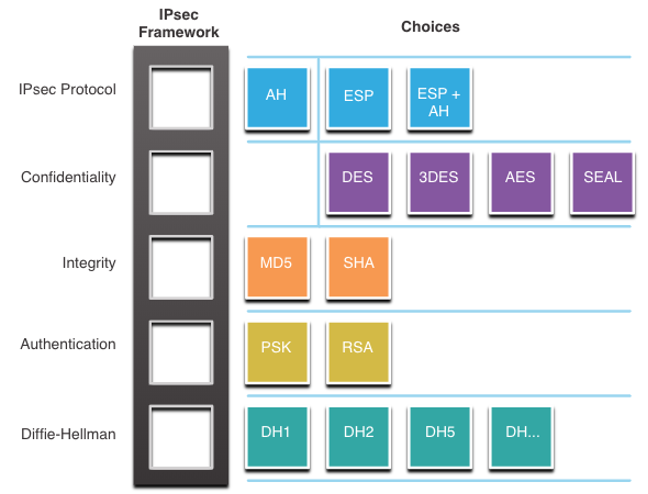 IPsec
Framework
Choices
IPsec Protocol
AH
ESP
ESP +
AH
Confidentiality
DES
3DES
AES
SEAL
Integrity
MD5
SHA
Authentication
PSK
RSA
Diffie-Hellman
DH1
DH2
DH5
DH...